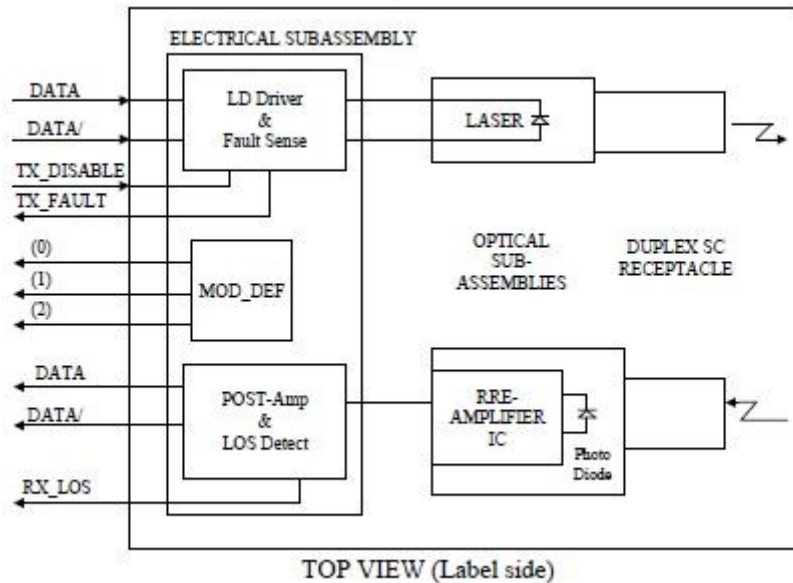 ELECTRICAL SUBASSEMBLY
DATA
DATA/
TX_DISABLE
TX_FAULT
LD Driver
&
Fault Sense
LASER
(0)
(1)
(2)
MOD_DEF
OPTICAL
SUB-
ASSEMBLIES
DUPLEX SC
RECEPTACLE
DATA
DATA/
RX_LOS
POST-Amp
&
LOS Detect
RRE-
AMPLIFIER
IC
Photo
Diode
TOP VIEW (Label side)